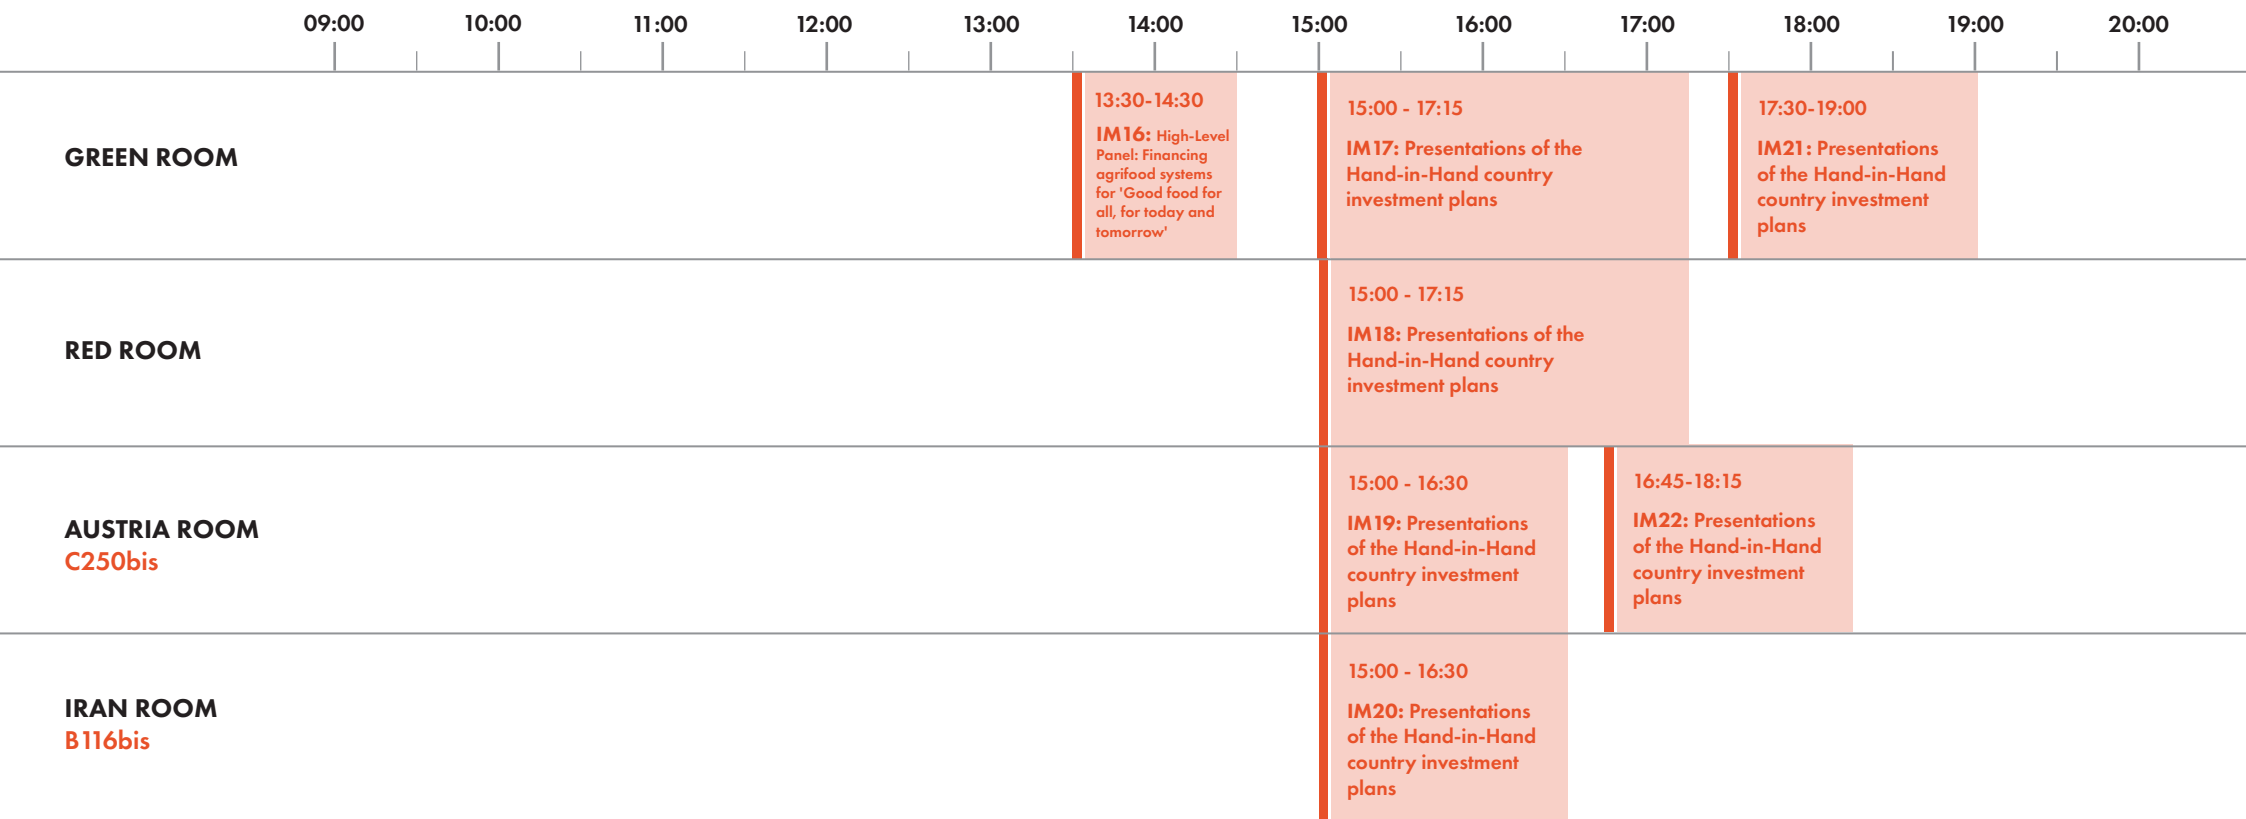 09:00 10:00 11:00 12:00 13:00 14:00 15:00 16:00 17:00 18:00 19:00 20:00
GREEN ROOM
13:30-14:30
IM16: High-Level
Panel: Financing
agrifood systems
for 'Good food for
all, for today and
tomorrow'
15:00 - 17:15
IM17: Presentations of the
Hand-in-Hand country
investment plans
17:30-19:00
IM21: Presentations
of the Hand-in-Hand
country investment
plans
RED ROOM
15:00 - 17:15
IM18: Presentations of the
Hand-in-Hand country
investment plans
AUSTRIA ROOM
C250bis
15:00 - 16:30
IM19: Presentations
of the Hand-in-Hand
country investment
plans
16:45-18:15
IM22: Presentations
of the Hand-in-Hand
country investment
plans
IRAN ROOM
B116bis
15:00 - 16:30
IM20: Presentations
of the Hand-in-Hand
country investment
plans